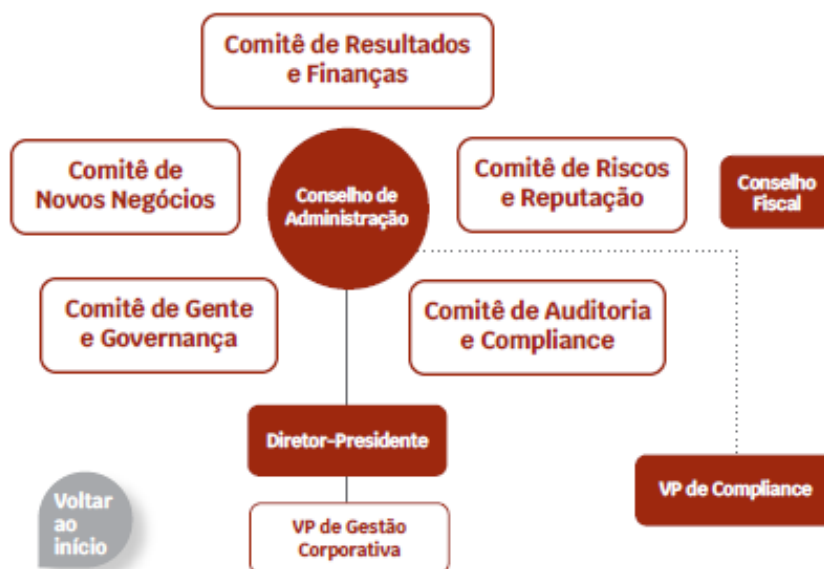 Comitê de Resultados
e Finanças
Comitê de
Novos Negócios
Conselho de
Administração
Comitê de Riscos
e Reputação
Conselho
Fiscal
Comitê de Gente
e Governança
Comitê de Auditoria
e Compliance
Diretor-Presidente
VP de Compliance
Voltar
ao
início
VP de Gestão
Corporativa